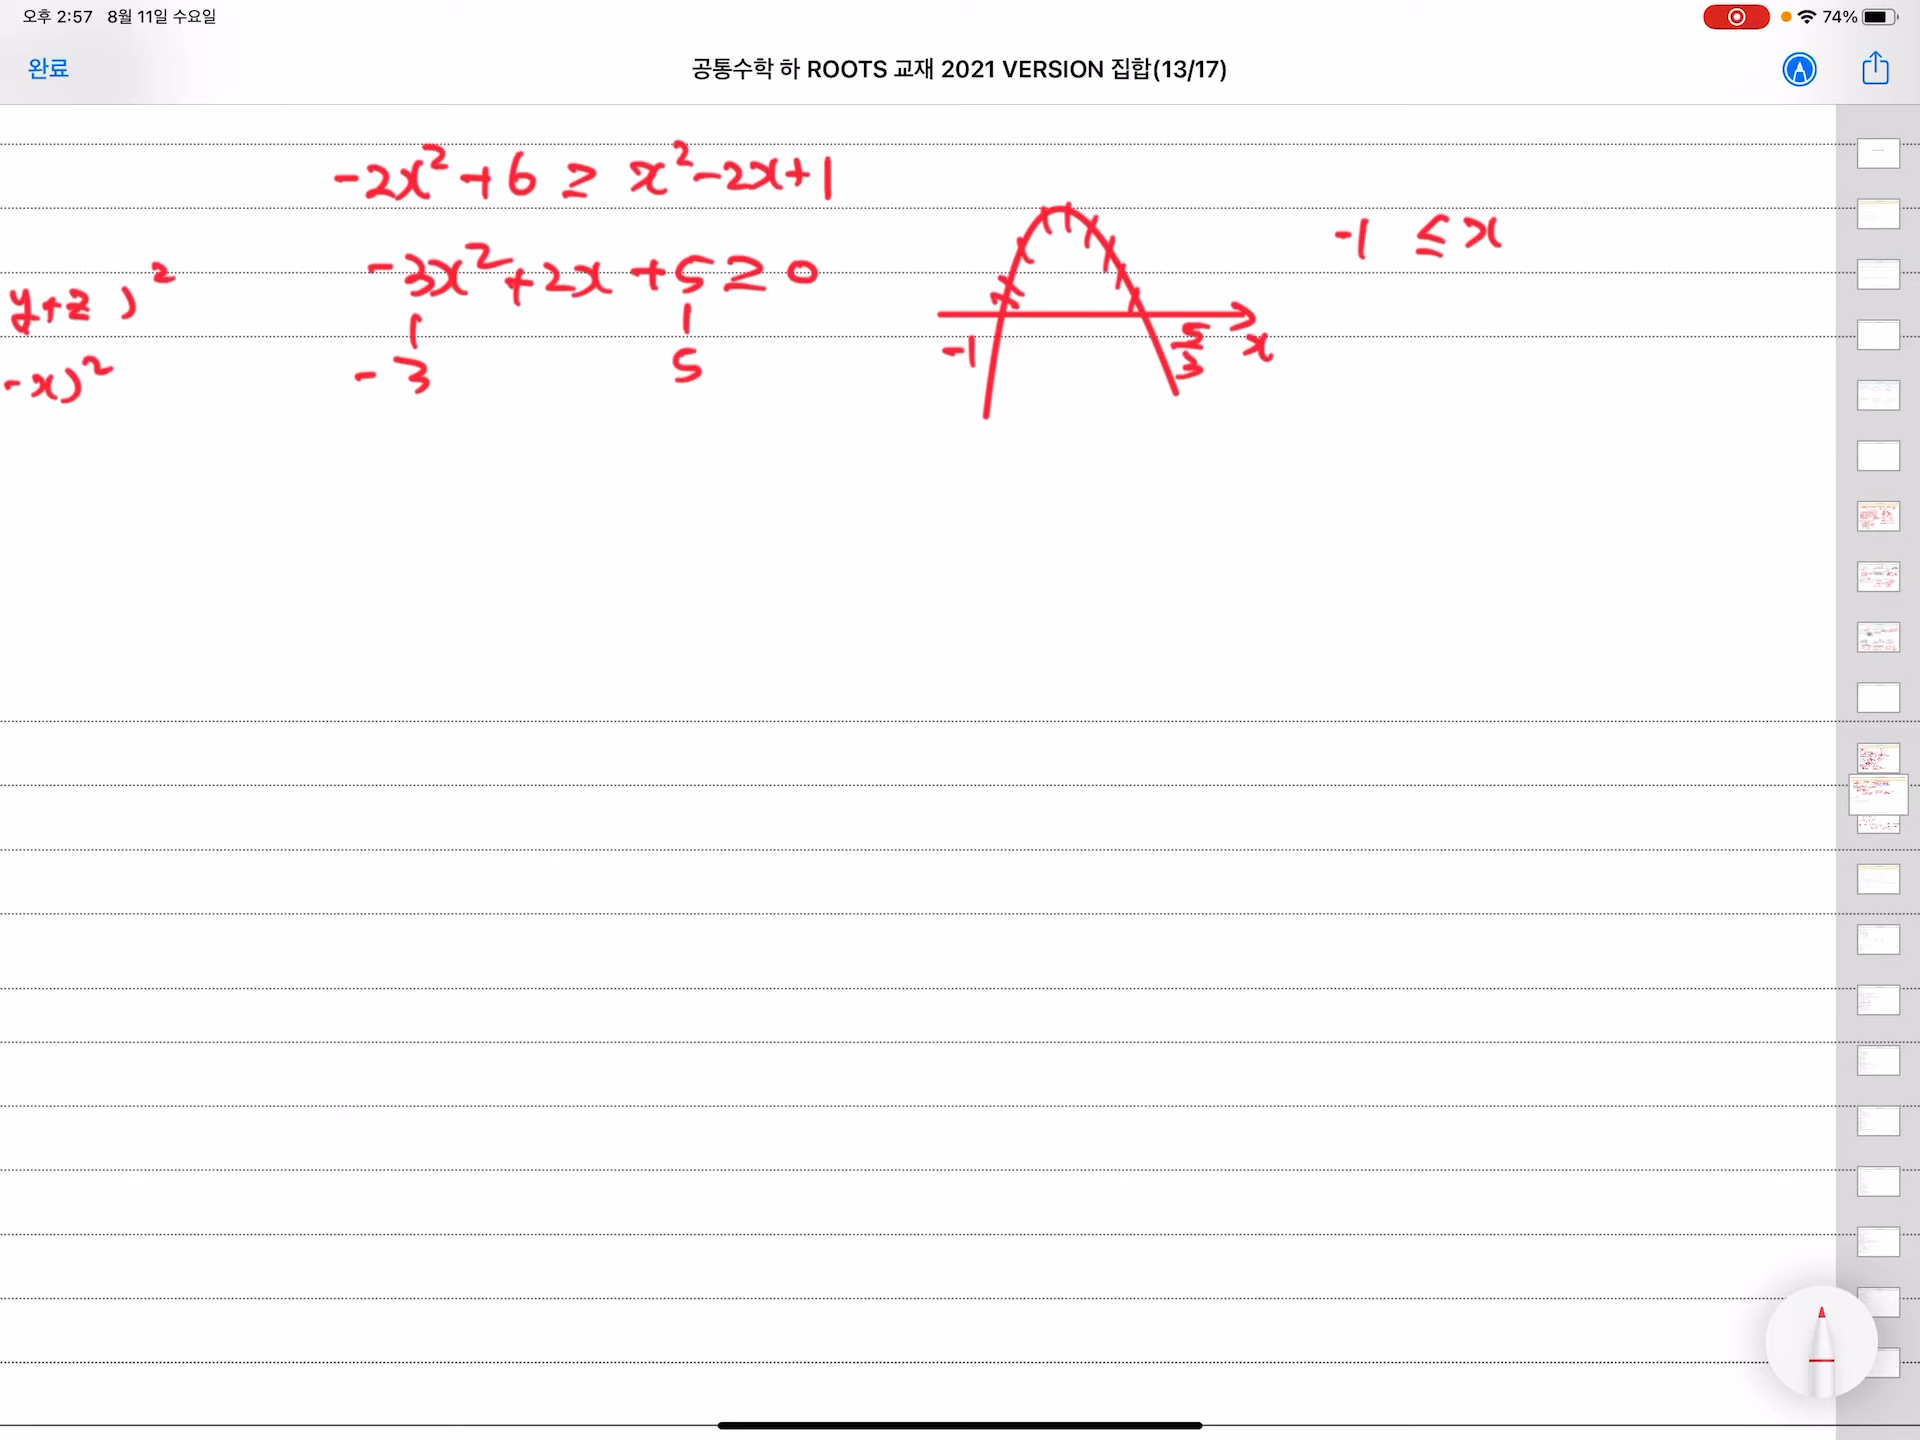 오후 2:57 8월 11일 수요일
74%
완료
공통수학 하 ROOTS 교재 2021 VERSION 집합(13/17)
-2x²+6 ≥ x²-2x+1
-1 ≤ x
y+z )²
-3x²+2x+5 ≥ 0
1 1
-1 5/3 x
-x)²
-3 5